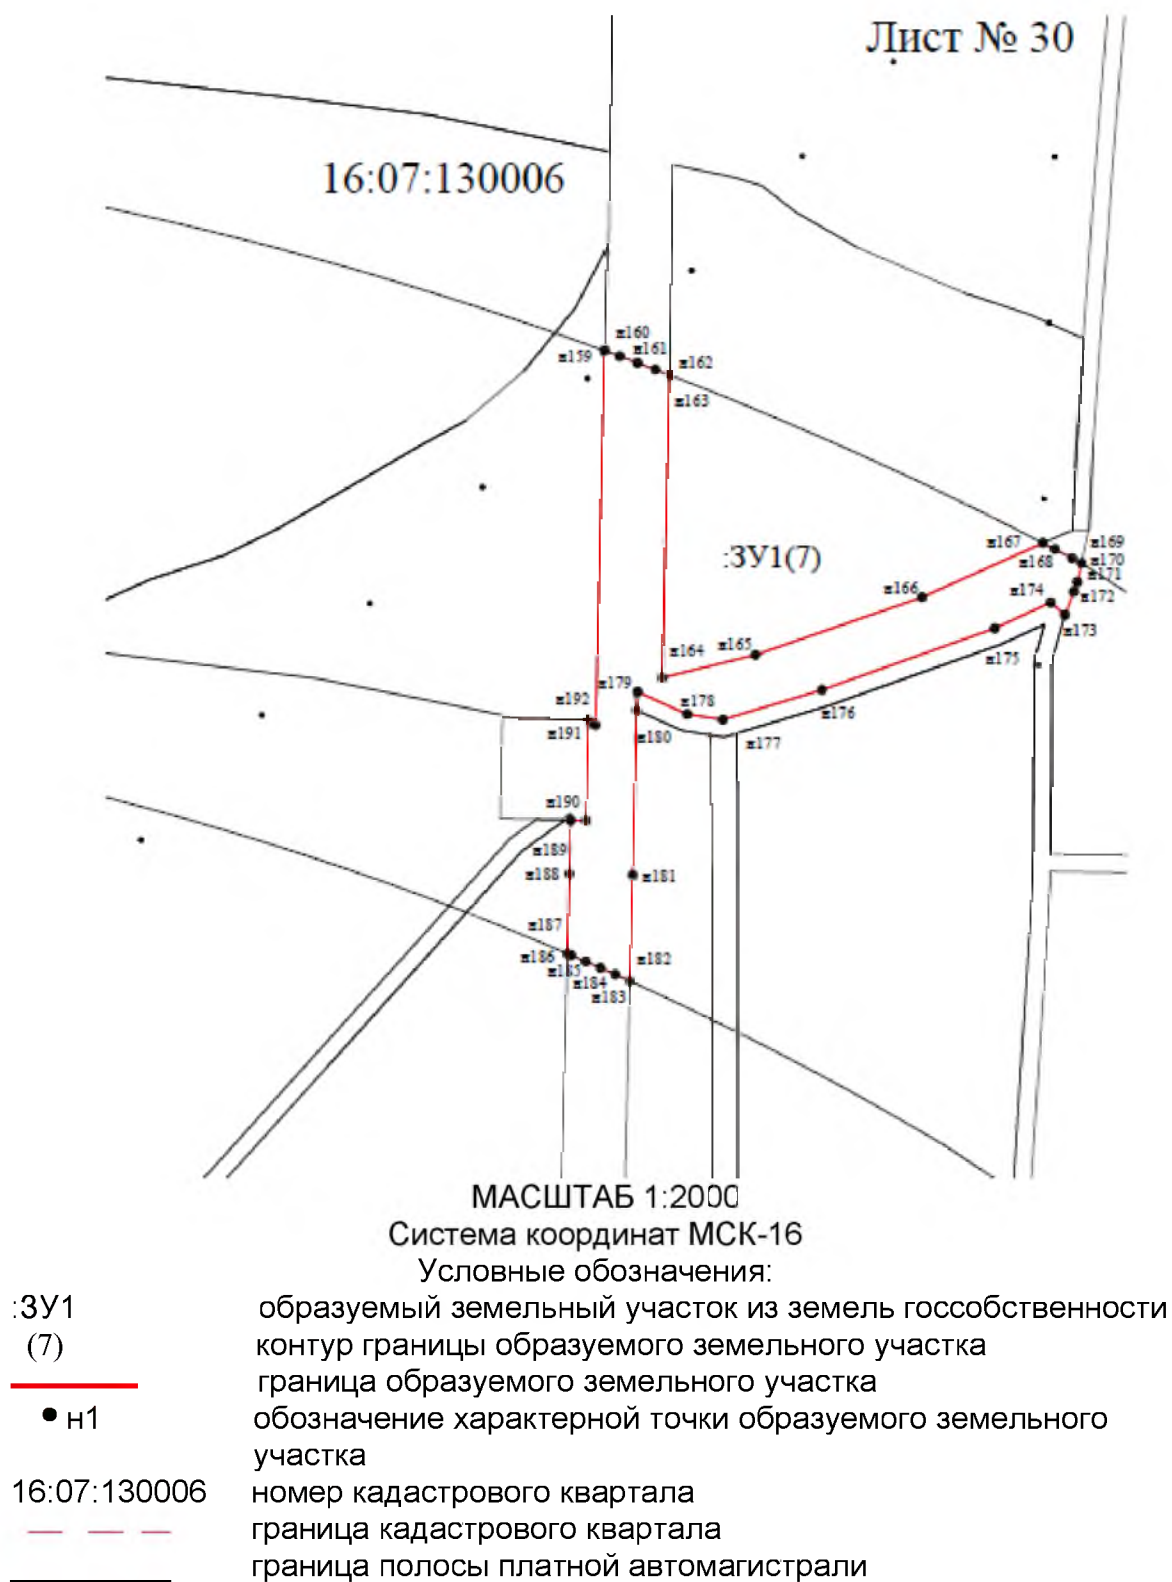 Лист № 30
16:07:130006
н160
н159
н161
н162
н163
:ЗУ1(7)
н167
н169
н168
н170
н171
н166
н174
н172
н173
н164
н165
н175
н179
н192
н178
н176
н191
н180
н177
н190
н189
н188
н181
н187
н186
н182
н185
н184
н183
МАСШТАБ 1:2000
Система координат МСК-16
Условные обозначения:
:ЗУ1 образуемый земельный участок из земель госсобственности
(7) контур границы образуемого земельного участка
граница образуемого земельного участка
н1 обозначение характерной точки образуемого земельного
участка
16:07:130006 номер кадастрового квартала
граница кадастрового квартала
граница полосы платной автомагистрали